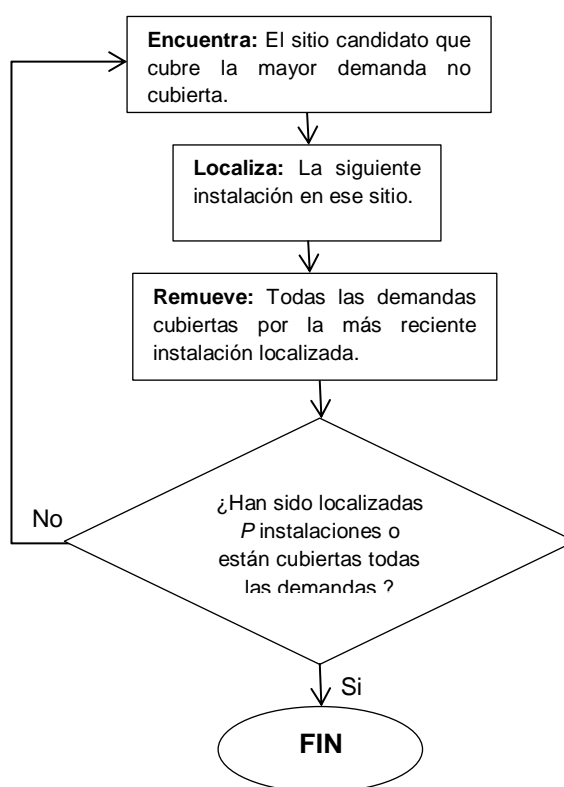 Encuentra: El sitio candidato que
cubre la mayor demanda no
cubierta.
Localiza: La siguiente
instalación en ese sitio.
Remueve: Todas las demandas
cubiertas por la más reciente
instalación localizada.
¿Han sido localizadas
P instalaciones o
están cubiertas todas
las demandas ?
No
Si
FIN